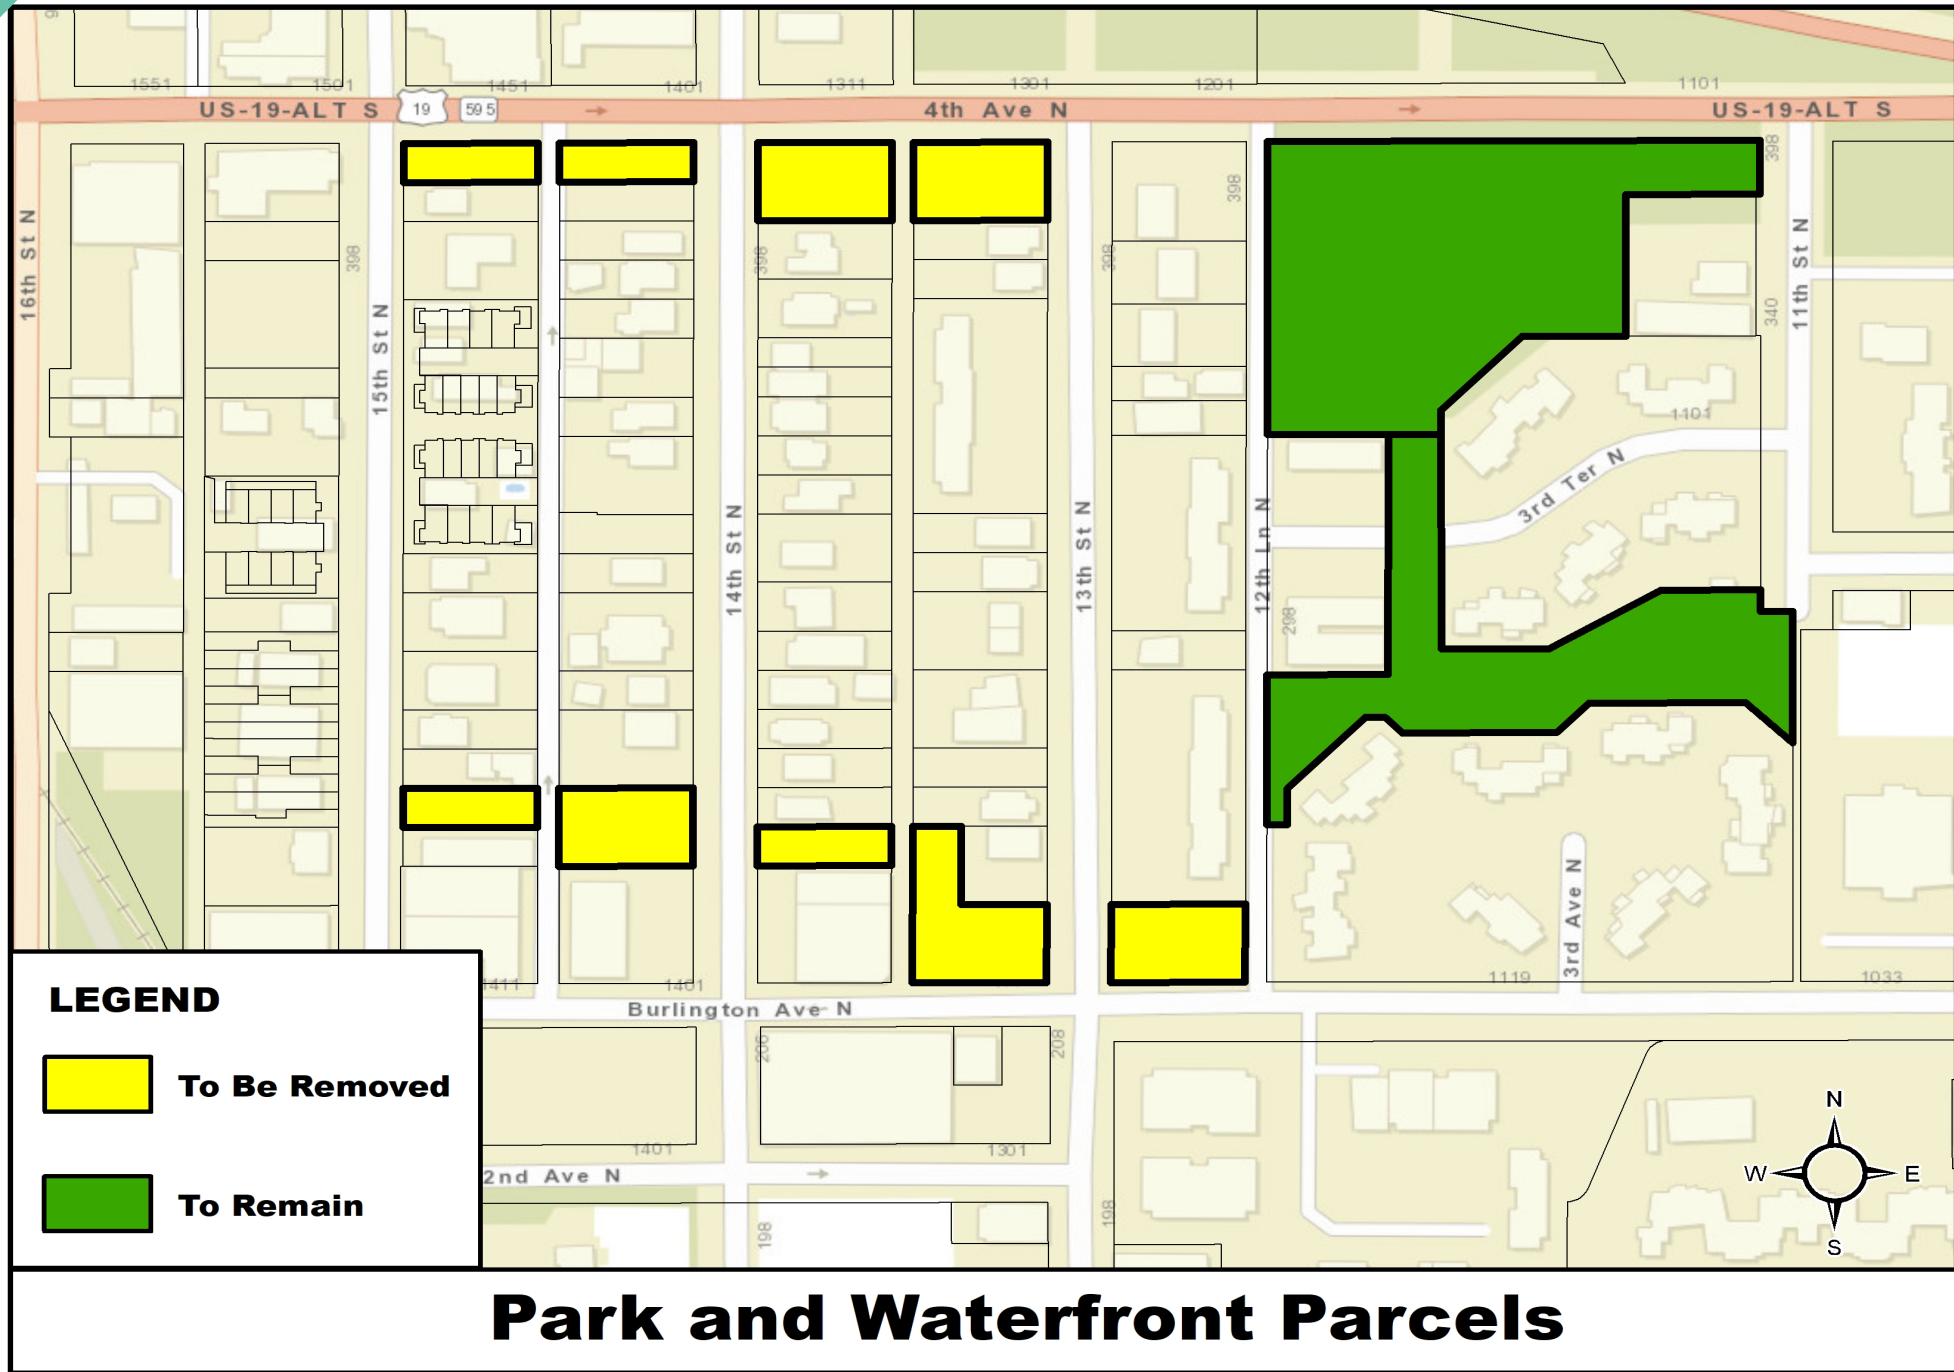 1551
1501
1451
1401
1311
1301
1201
1101
US-19-ALT S
19
595
4th Ave N
US-19-ALT S
398
398
398
398
398
340
16th St N
15th St N
14th St N
13th St N
12th Ln N
11th St N
1101
3rd Ter N
298
3rd Ave N
1411
1401
1119
1033
Burlington Ave N
206
208
1401
1301
2nd Ave N
198
198
LEGEND
To Be Removed
To Remain
N
W
E
S
Park and Waterfront Parcels